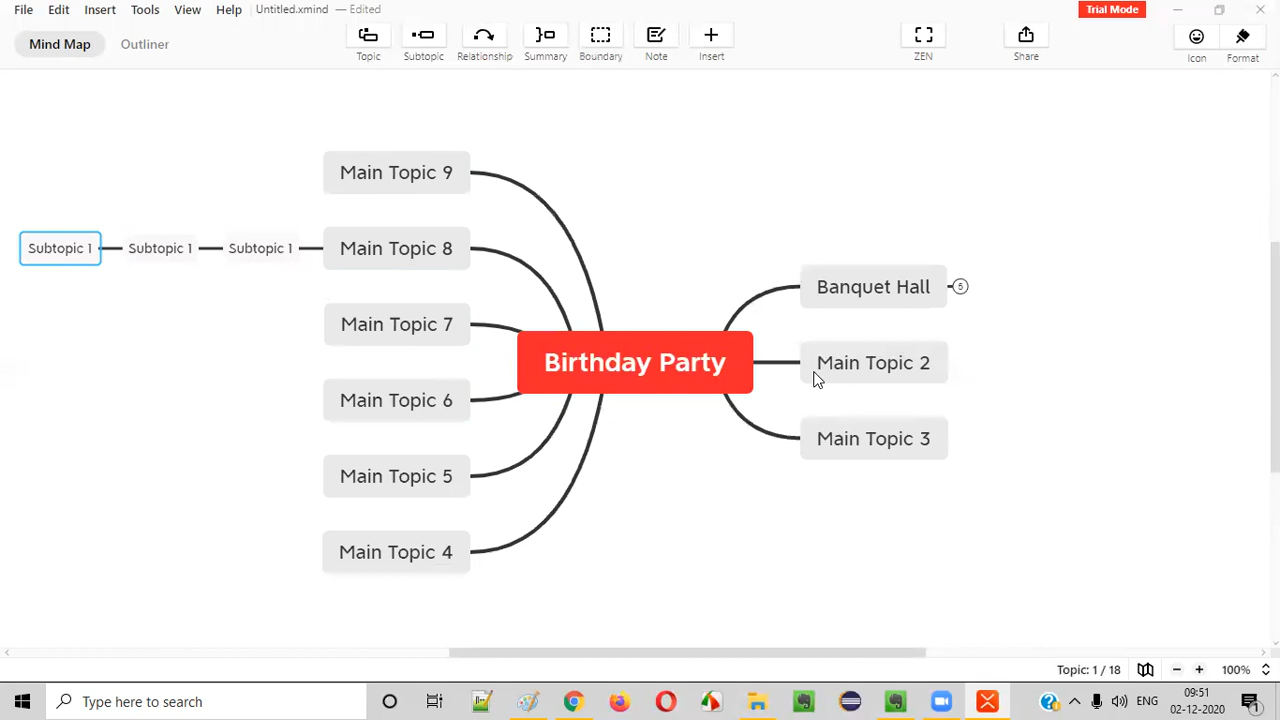 File Edit Insert Tools View Help Untitled.xmind — Edited Trial Mode
Mind Map Outliner
Topic Subtopic Relationship Summary Boundary Note Insert ZEN Share Icon Format
Main Topic 9
Subtopic 1 Subtopic 1 Subtopic 1 Main Topic 8
Main Topic 7
Main Topic 6
Main Topic 5
Main Topic 4
Birthday Party
Banquet Hall 5
Main Topic 2
Main Topic 3
Topic: 1 / 18 100%
Type here to search
ENG
09:51
02-12-2020
1